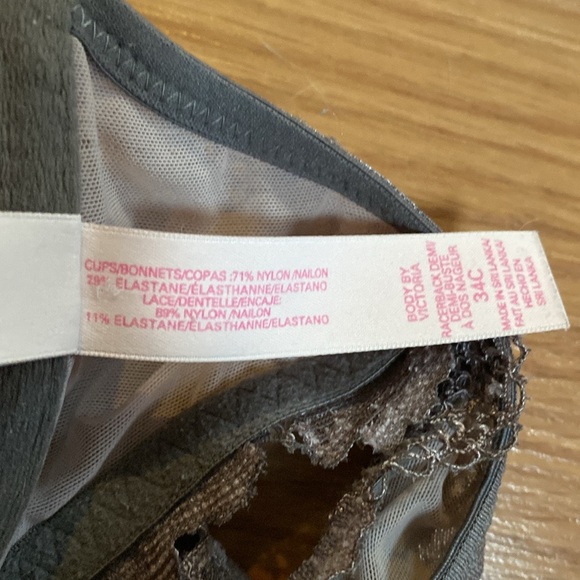 CUPS/BONNETS/COPAS :71% NYLON/NAILON
29% ELASTANE/ÉLASTHANNE/ELASTANO
LACE/DENTELLE/ENCAJE:
89% NYLON/NAILON
11% ELASTANE/ÉLASTHANNE/ELASTANO
BODY BY
VICTORIA
RACERBACK DEMI/
DEMI-BUSTE
À DOS NAGEUR
34C
MADE IN SRI LANKA/
FAIT AU SRI LANKA/
HECHO EN
SRI LANKA